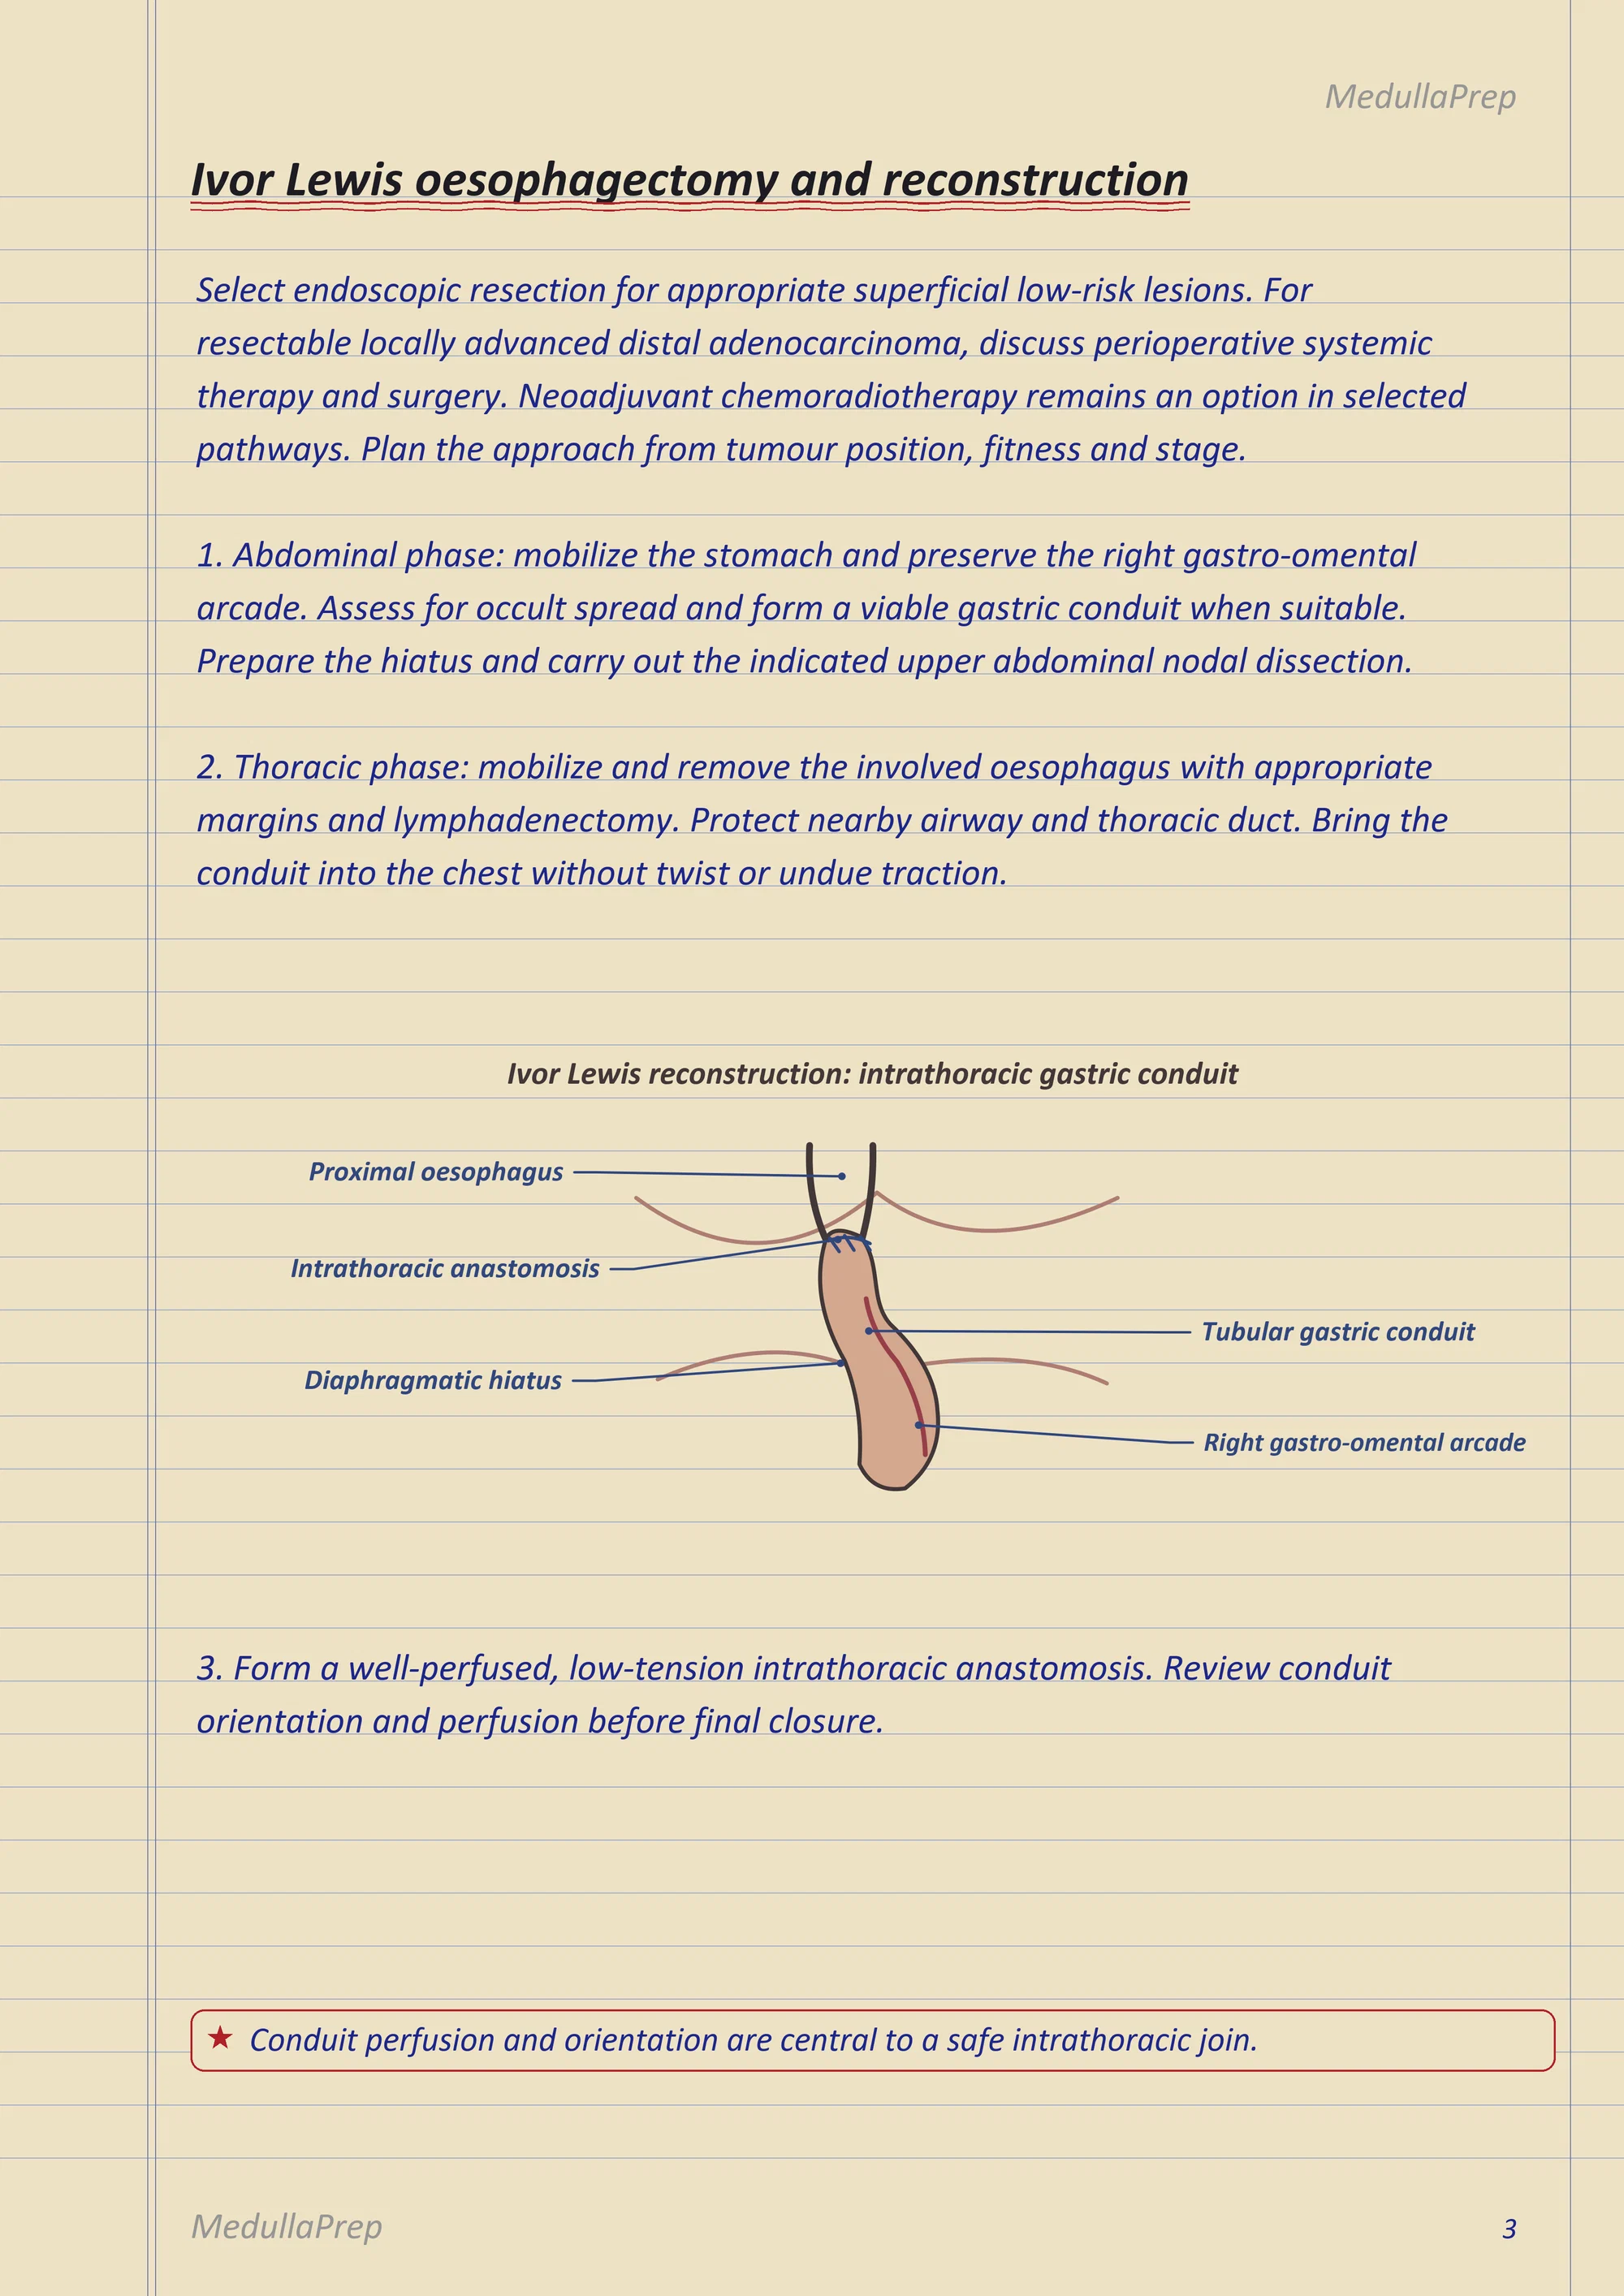 MedullaPrep
Ivor Lewis oesophagectomy and reconstruction
Select endoscopic resection for appropriate superficial low-risk lesions. For
resectable locally advanced distal adenocarcinoma, discuss perioperative systemic
therapy and surgery. Neoadjuvant chemoradiotherapy remains an option in selected
pathways. Plan the approach from tumour position, fitness and stage.
1. Abdominal phase: mobilize the stomach and preserve the right gastro-omental
arcade. Assess for occult spread and form a viable gastric conduit when suitable.
Prepare the hiatus and carry out the indicated upper abdominal nodal dissection.
2. Thoracic phase: mobilize and remove the involved oesophagus with appropriate
margins and lymphadenectomy. Protect nearby airway and thoracic duct. Bring the
conduit into the chest without twist or undue traction.
Ivor Lewis reconstruction: intrathoracic gastric conduit
Proximal oesophagus
Intrathoracic anastomosis
Tubular gastric conduit
Diaphragmatic hiatus
Right gastro-omental arcade
3. Form a well-perfused, low-tension intrathoracic anastomosis. Review conduit
orientation and perfusion before final closure.
★ Conduit perfusion and orientation are central to a safe intrathoracic join.
MedullaPrep
3